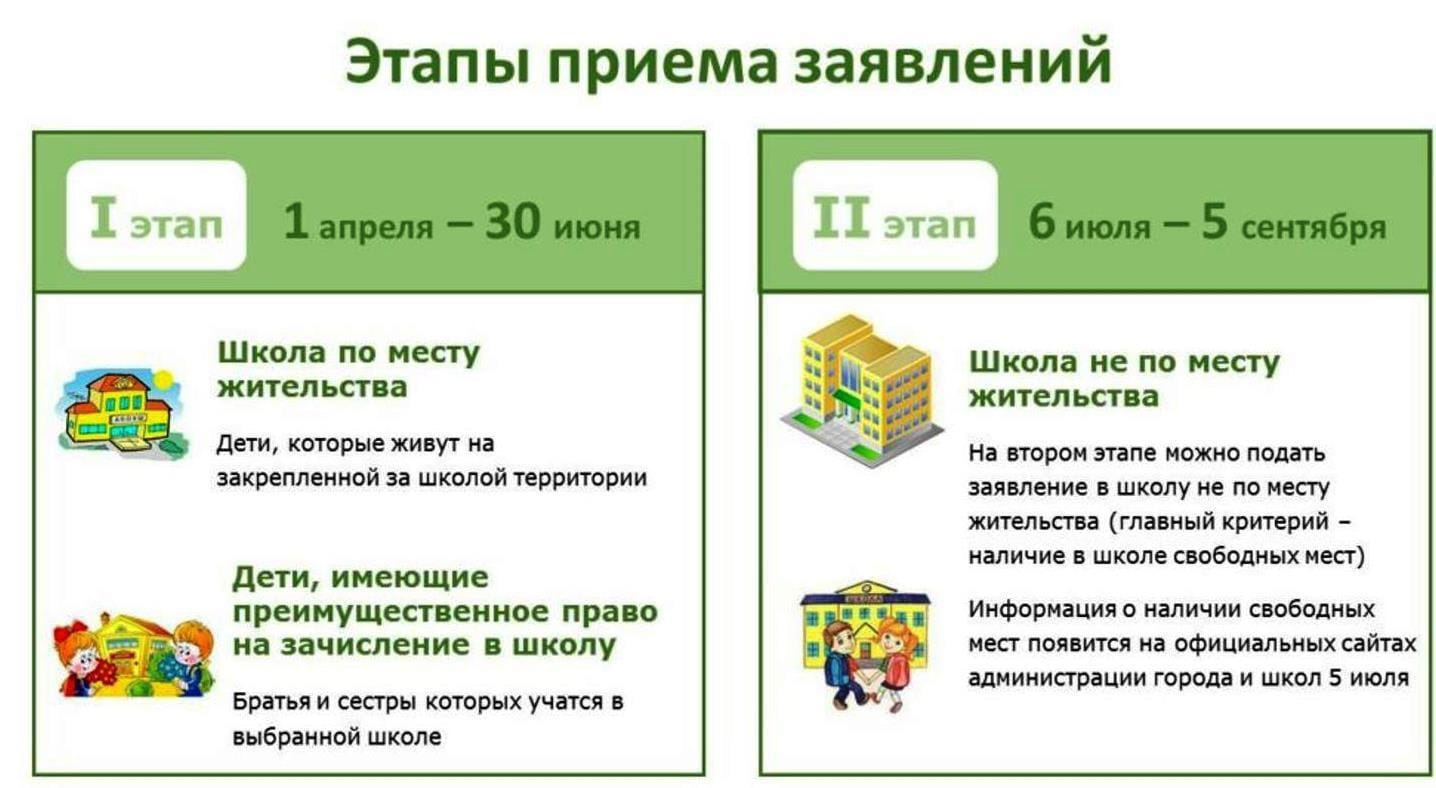 Этапы приема заявлений
I этап
1 апреля – 30 июня
Школа по месту
жительства
Дети, которые живут на
закрепленной за школой территории
Дети, имеющие
преимущественное право
на зачисление в школу
Братья и сестры которых учатся в
выбранной школе
II этап
6 июля – 5 сентября
Школа не по месту
жительства
На втором этапе можно подать
заявление в школу не по месту
жительства (главный критерий –
наличие в школе свободных мест)
ШКОЛА
Информация о наличии свободных
мест появится на официальных сайтах
администрации города и школ 5 июля